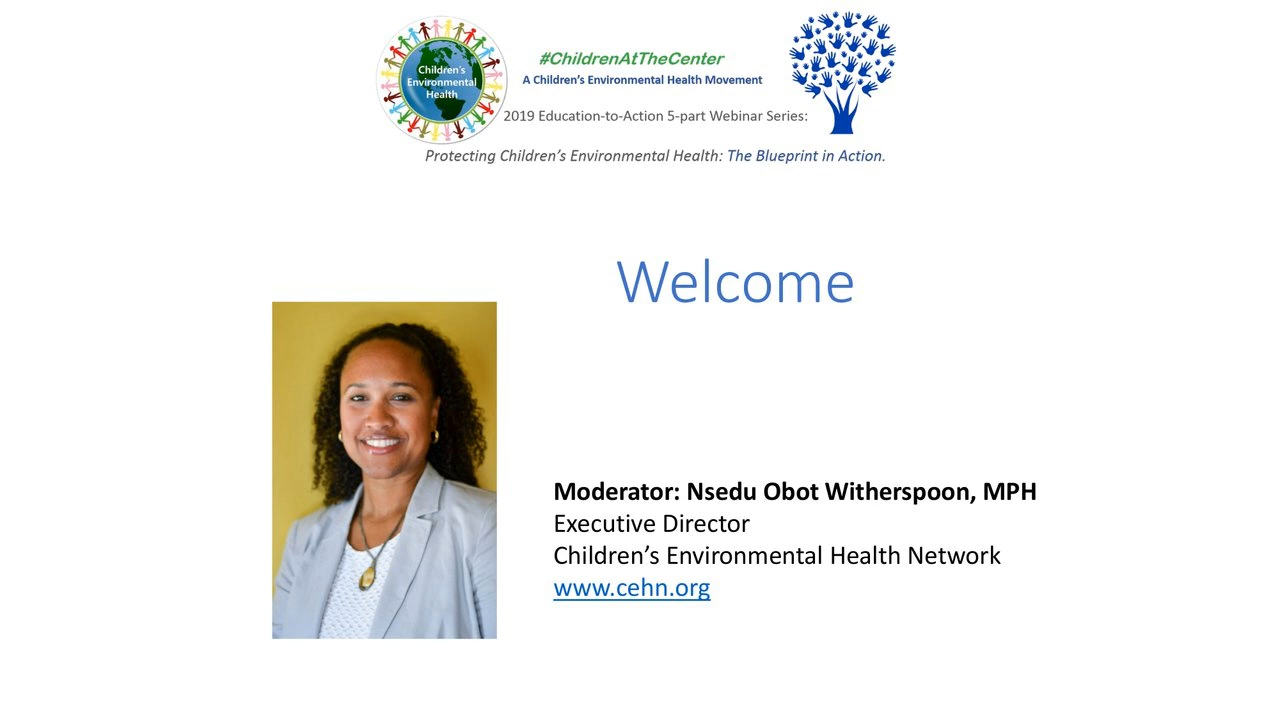 Children's
Environmental
Health
#ChildrenAtTheCenter
A Children's Environmental Health Movement
2019 Education-to-Action 5-part Webinar Series:
Protecting Children's Environmental Health: The Blueprint in Action.
Welcome
Moderator: Nsedu Obot Witherspoon, MPH
Executive Director
Children's Environmental Health Network
www.cehn.org